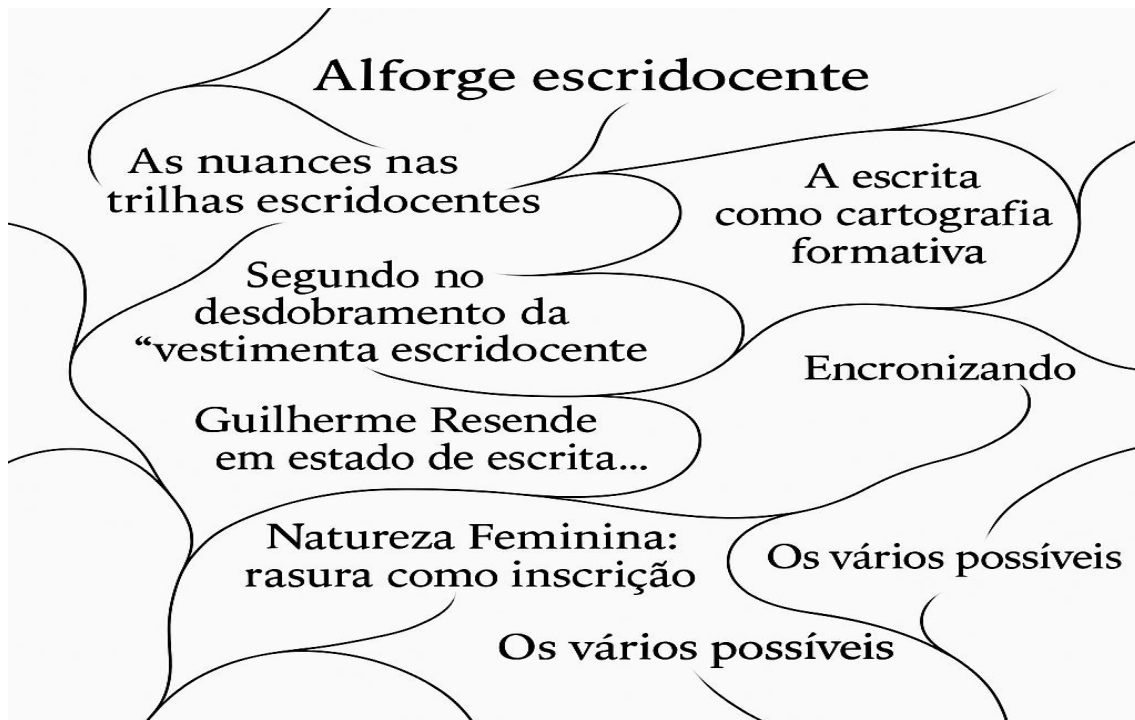 Alforge escridocente
As nuances nas
trilhas escridocentes
A escrita
como cartografia
formativa
Segundo no
desdobramento da
“vestimenta escridocente
Encronizando
Guilherme Resende
em estado de escrita...
Natureza Feminina:
rasura como inscrição
Os vários possíveis
Os vários possíveis